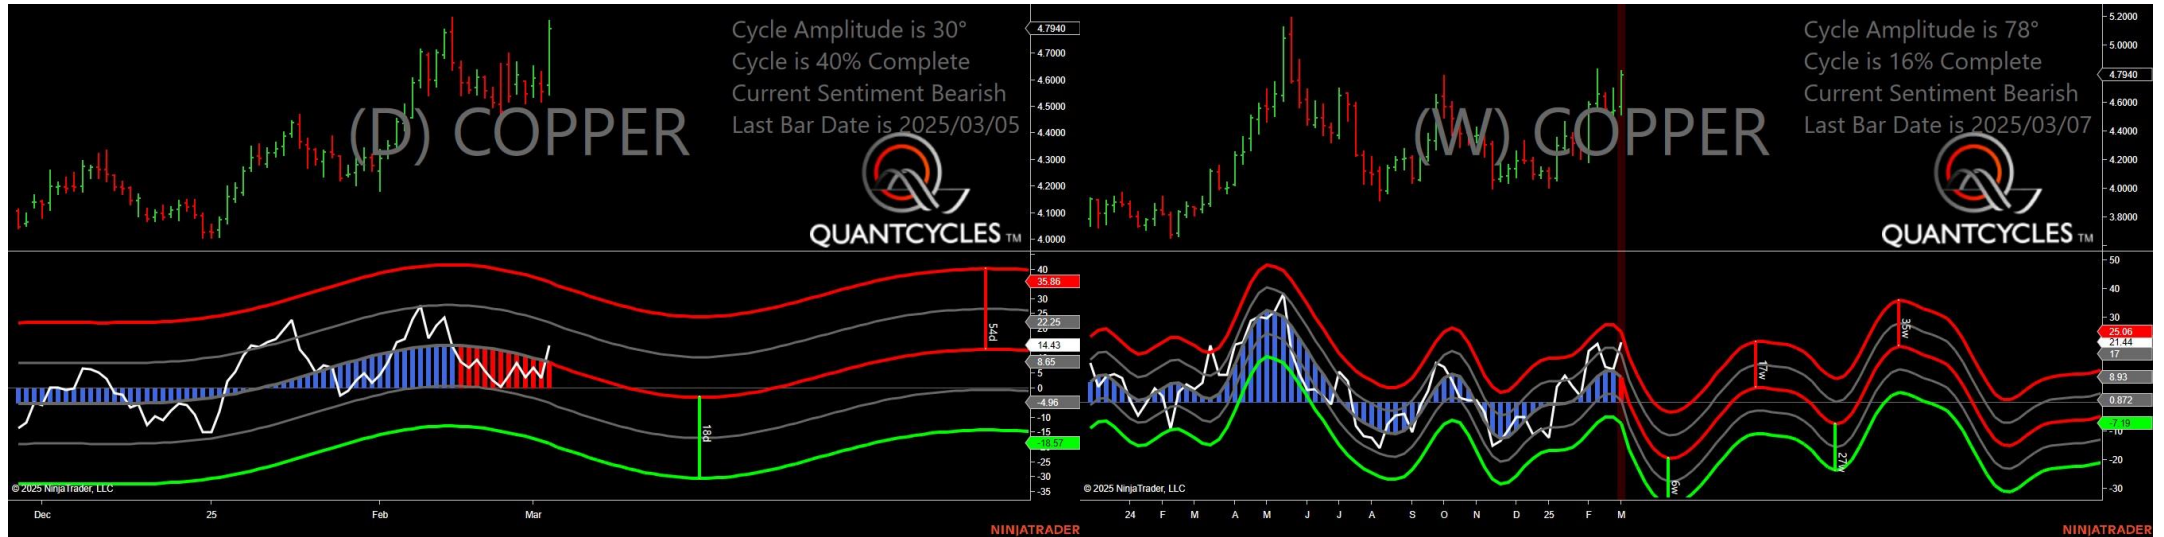 Cycle Amplitude is 30°
Cycle is 40% Complete
Current Sentiment Bearish
Last Bar Date is 2025/03/05
(D) COPPER
QUANTCYCLES TM
4.7940
4.7000
4.6000
4.5000
4.4000
4.3000
4.2000
4.1000
4.0000
40
35.86
30
25
22.25
14.43
8.65
5
0
-4.96
-10
-15
-18.57
-25
-30
-35
54d
18d
© 2025 NinjaTrader, LLC
Dec 25 Feb Mar
NINJATRADER
Cycle Amplitude is 78°
Cycle is 16% Complete
Current Sentiment Bearish
Last Bar Date is 2025/03/07
(W) COPPER
QUANTCYCLES TM
5.2000
5.0000
4.7940
4.6000
4.4000
4.2000
4.0000
3.8000
50
40
30
25.06
21.44
17
8.93
0.872
-7.19
-10
-20
-30
35w
17w
27w
6w
© 2025 NinjaTrader, LLC
24 F M A M J J A S O N D 25 F M
NINJATRADER